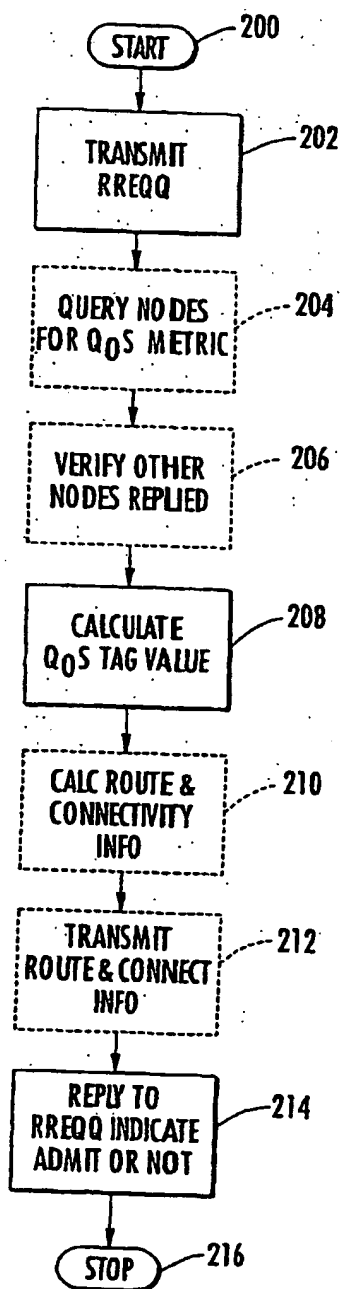 START
200
TRANSMIT
RREQQ
202
QUERY NODES
FOR QOS METRIC
204
VERIFY OTHER
NODES REPLIED
206
CALCULATE
QOS TAG VALUE
208
CALC ROUTE &
CONNECTIVITY
INFO
210
TRANSMIT
ROUTE & CONNECT
INFO
212
REPLY TO
RREQQ INDICATE
ADMIT OR NOT
214
STOP
216